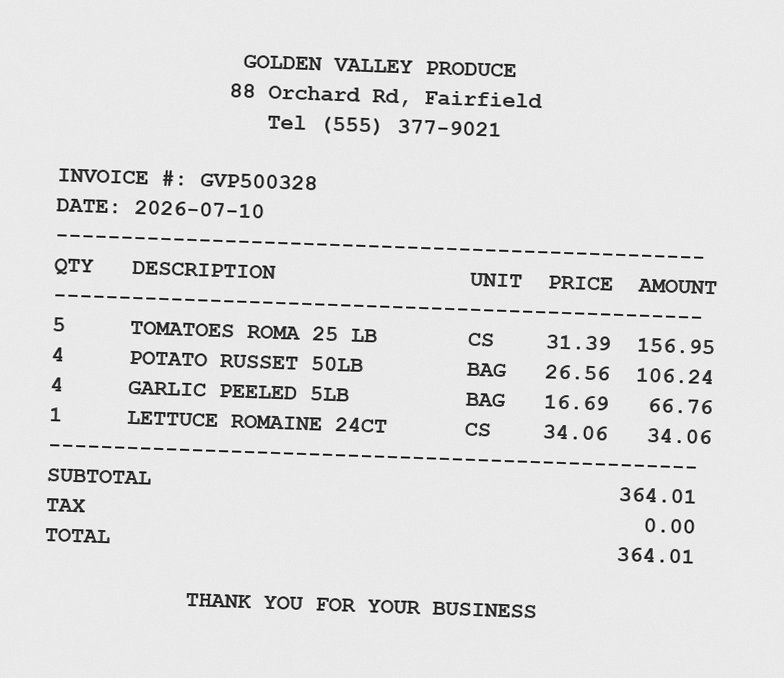 GOLDEN VALLEY PRODUCE
88 Orchard Rd, Fairfield
Tel (555) 377-9021
INVOICE #: GVP500328
DATE: 2026-07-10
--------------------------------------------------
QTY DESCRIPTION UNIT PRICE AMOUNT
--------------------------------------------------
5 TOMATOES ROMA 25 LB CS 31.39 156.95
4 POTATO RUSSET 50LB BAG 26.56 106.24
4 GARLIC PEELED 5LB BAG 16.69 66.76
1 LETTUCE ROMAINE 24CT CS 34.06 34.06
--------------------------------------------------
SUBTOTAL 364.01
TAX 0.00
TOTAL 364.01
THANK YOU FOR YOUR BUSINESS